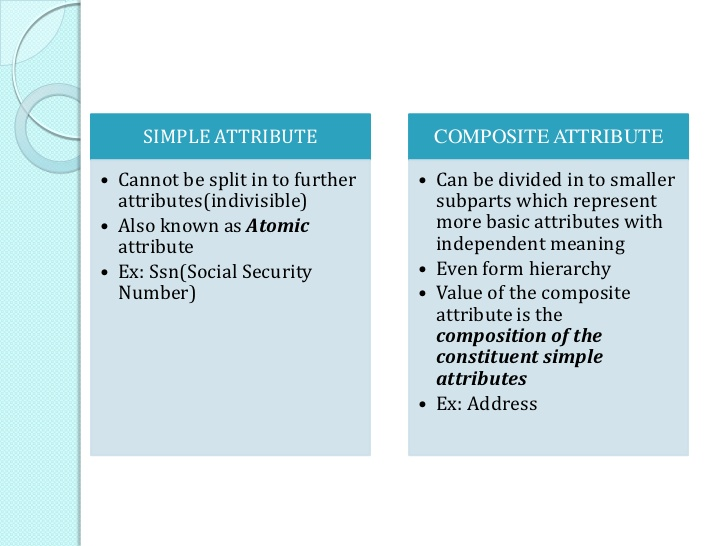 SIMPLE ATTRIBUTE
• Cannot be split in to further
attributes(indivisible)
• Also known as Atomic
attribute
• Ex: Ssn(Social Security
Number)
COMPOSITE ATTRIBUTE
• Can be divided in to smaller
subparts which represent
more basic attributes with
independent meaning
• Even form hierarchy
• Value of the composite
attribute is the
composition of the
constituent simple
attributes
• Ex: Address